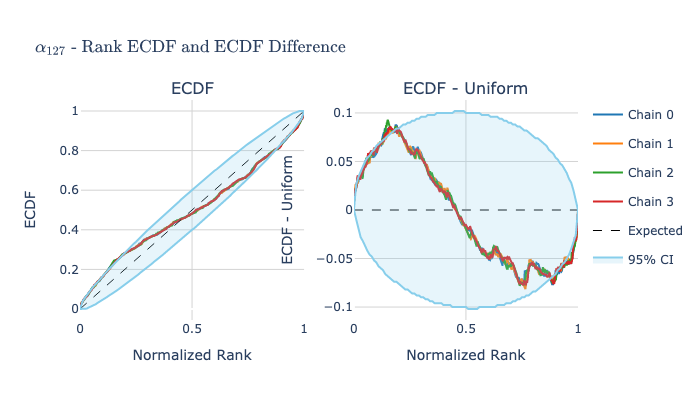 α127 - Rank ECDF and ECDF Difference
ECDF
ECDF - Uniform
1
0.8
0.6
0.4
0.2
0
ECDF
0
0.5
1
Normalized Rank
0.1
0.05
0
−0.05
−0.1
ECDF - Uniform
0
0.5
1
Normalized Rank
Chain 0
Chain 1
Chain 2
Chain 3
Expected
95% CI